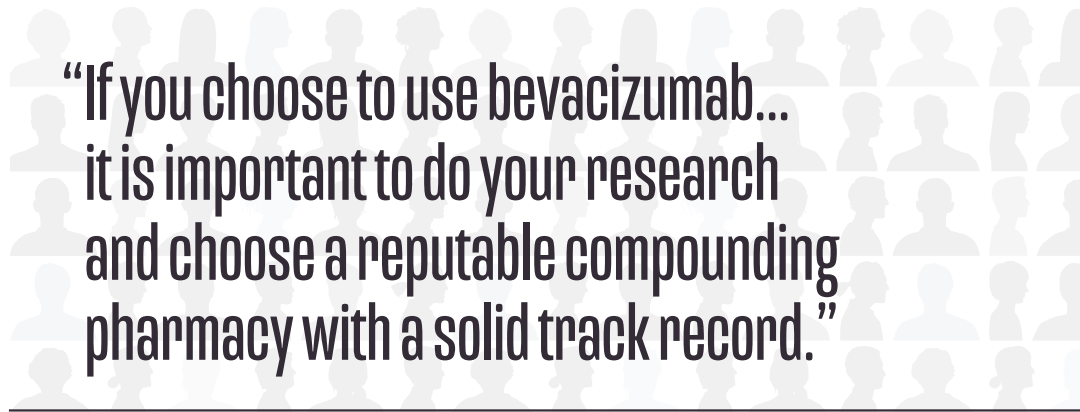 “If you choose to use bevacizumab...
it is important to do your research
and choose a reputable compounding
pharmacy with a solid track record.”